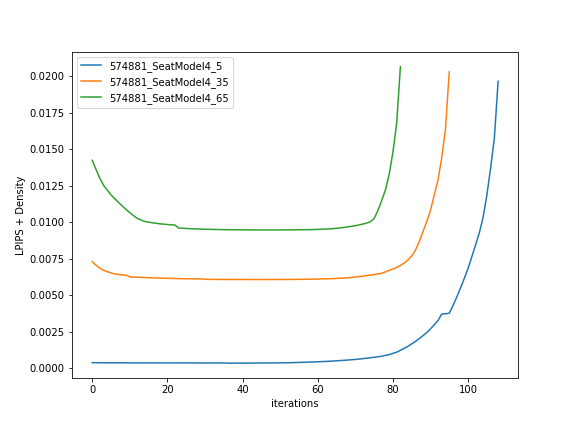 574881_SeatModel4_5
574881_SeatModel4_35
574881_SeatModel4_65
LPIPS + Density
0.0200
0.0175
0.0150
0.0125
0.0100
0.0075
0.0050
0.0025
0.0000
0 20 40 60 80 100
iterations